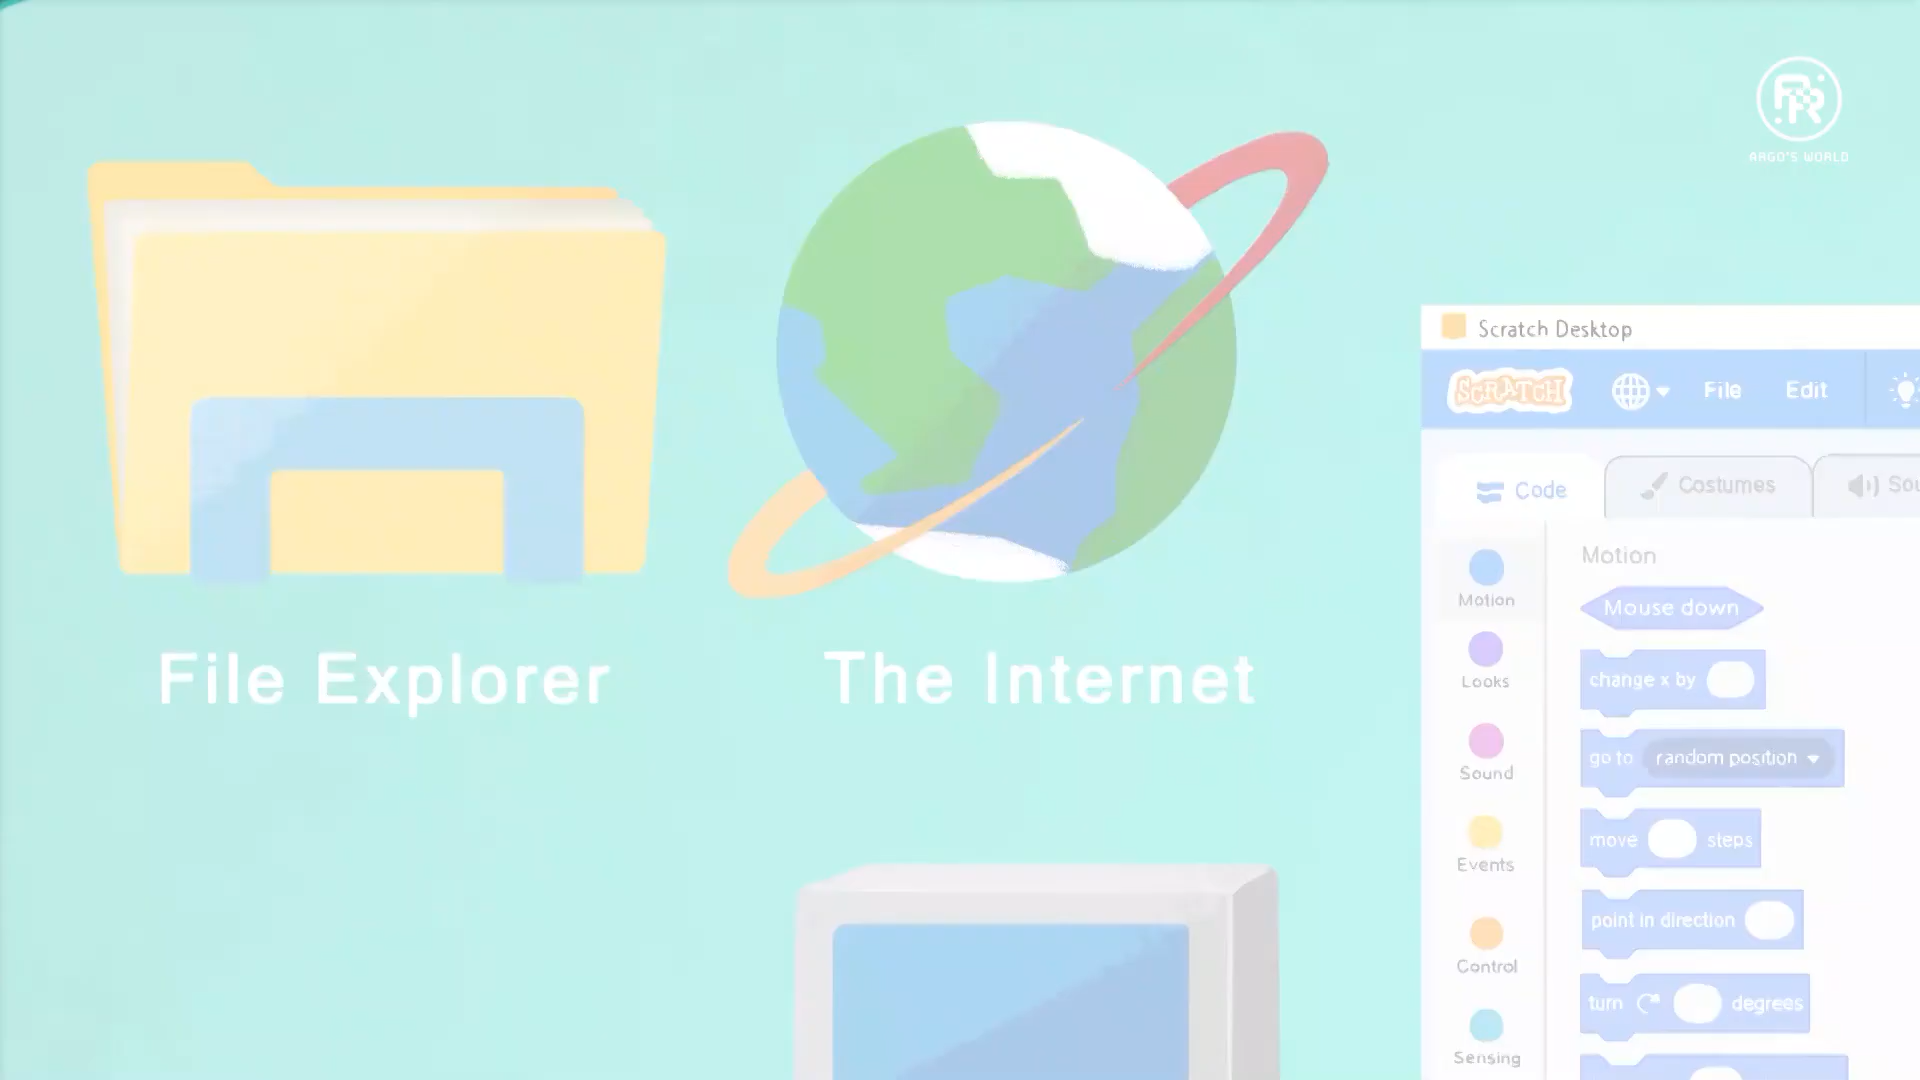 ARGO'S WORLD
File Explorer
The Internet
Scratch Desktop
SCRATCH
File
Edit
Code
Costumes
Sou
Motion
Motion
Mouse down
Looks
change x by
Sound
go to random position
Events
move steps
point in direction
Control
turn degrees
Sensing